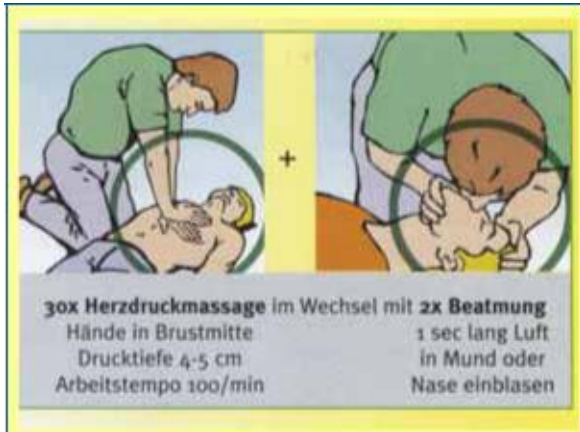 +
30x Herzdruckmassage im Wechsel mit 2x Beatmung
Hände in Brustmitte
Drucktiefe 4-5 cm
Arbeitstempo 100/min
1 sec lang Luft
in Mund oder
Nase einblasen